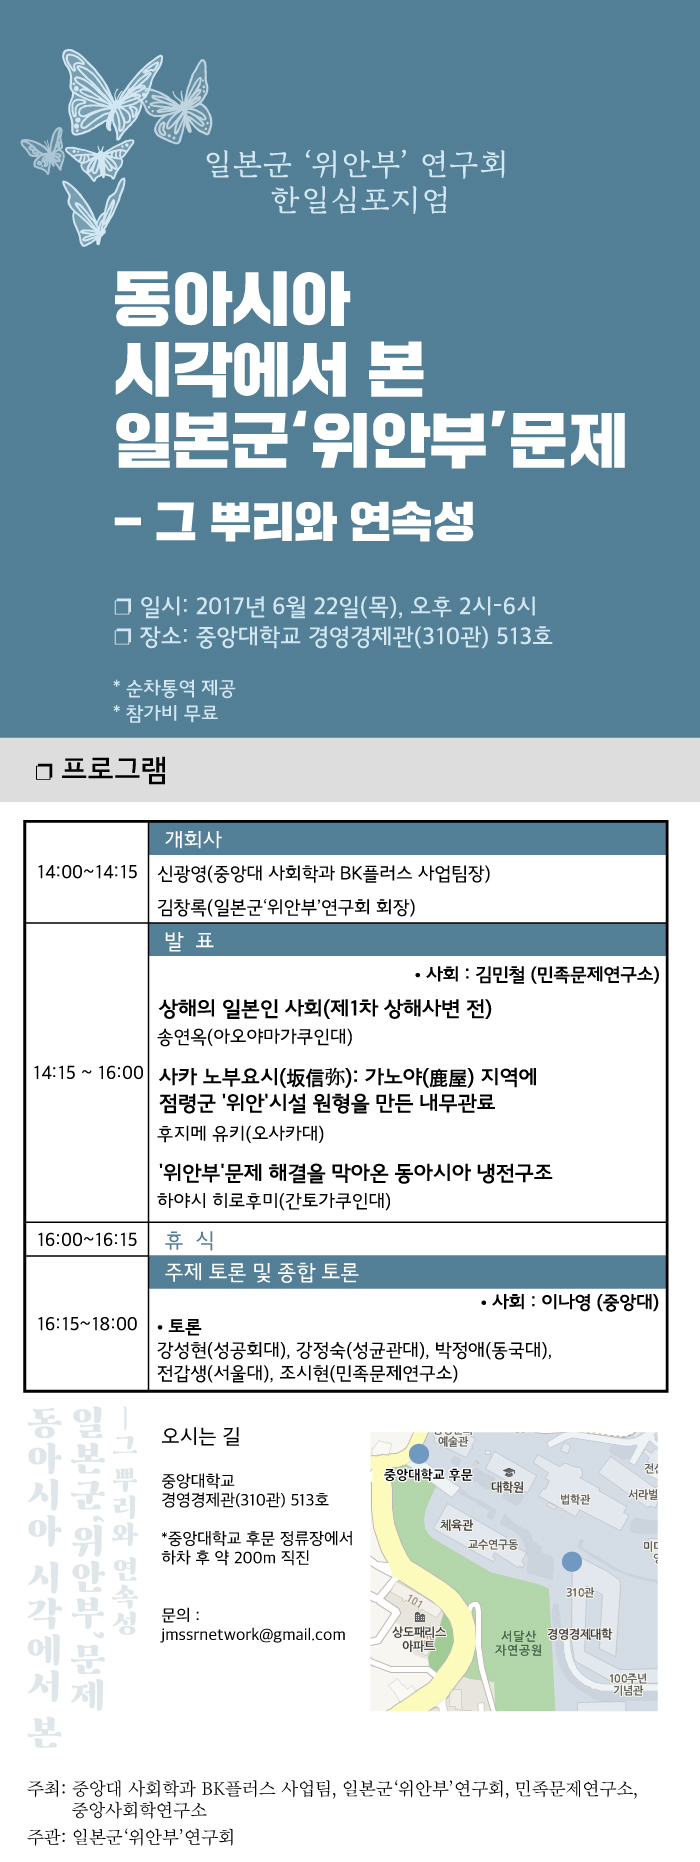 일본군 ‘위안부’ 연구회
한일심포지엄
동아시아
시각에서 본
일본군‘위안부’문제
– 그 뿌리와 연속성
❐ 일시: 2017년 6월 22일(목), 오후 2시-6시
❐ 장소: 중앙대학교 경영경제관(310관) 513호
* 순차통역 제공
* 참가비 무료
❐ 프로그램
개회사
14:00~14:15
신광영(중앙대 사회학과 BK플러스 사업팀장)
김창록(일본군‘위안부’연구회 회장)
발 표
• 사회 : 김민철 (민족문제연구소)
상해의 일본인 사회(제1차 상해사변 전)
송연옥(아오야마가쿠인대)
14:15 ~ 16:00
사카 노부요시(坂信弥): 가노야(鹿屋) 지역에
점령군 '위안'시설 원형을 만든 내무관료
후지메 유키(오사카대)
'위안부'문제 해결을 막아온 동아시아 냉전구조
하야시 히로후미(간토가쿠인대)
16:00~16:15
휴 식
주제 토론 및 종합 토론
• 사회 : 이나영 (중앙대)
16:15~18:00
• 토론
강성현(성공회대), 강정숙(성균관대), 박정애(동국대),
전갑생(서울대), 조시현(민족문제연구소)
동아시아 시각에서 본
일본군‘위안부’문제
–그 뿌리와 연속성
오시는 길
중앙대학교
경영경제관(310관) 513호
*중앙대학교 후문 정류장에서
하차 후 약 200m 직진
문의 :
jmssrnetwork@gmail.com
예술관
중앙대학교 후문
대학원
법학관
서라벌
체육관
교수연구동
310관
101
상도패리스
아파트
서달산
자연공원
경영경제대학
100주년
기념관
주최: 중앙대 사회학과 BK플러스 사업팀, 일본군‘위안부’연구회, 민족문제연구소,
중앙사회학연구소
주관: 일본군‘위안부’연구회